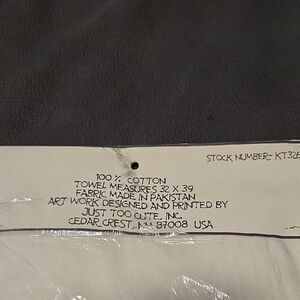 STOCK NUMBER- KT326
100 % COTTON
TOWEL MEASURES 32 X 39
FABRIC MADE IN PAKISTAN
ART WORK DESIGNED AND PRINTED BY
JUST TOO CUTE, INC.
CEDAR CREST, NM 87008 USA